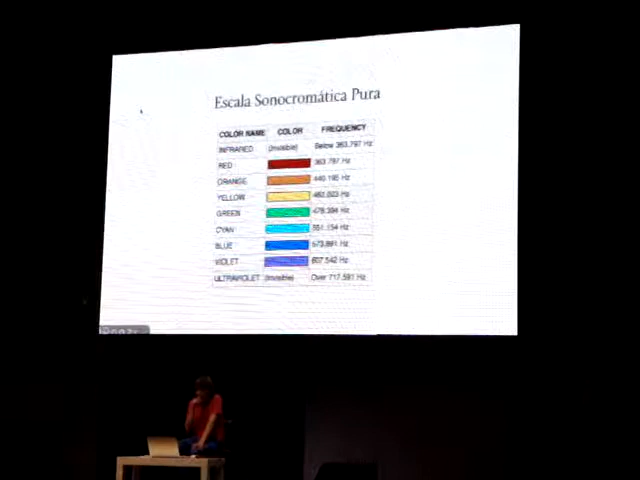 Escala Sonocromática Pura
COLOR NAME COLOR FREQUENCY
INFRARED (Invisible) Below 363.797 Hz
RED 363.797 Hz
ORANGE 440.195 Hz
YELLOW 462.023 Hz
GREEN 478.394 Hz
CYAN 551.154 Hz
BLUE 573.891 Hz
VIOLET 607.542 Hz
ULTRAVIOLET (Invisible) Over 717.591 Hz